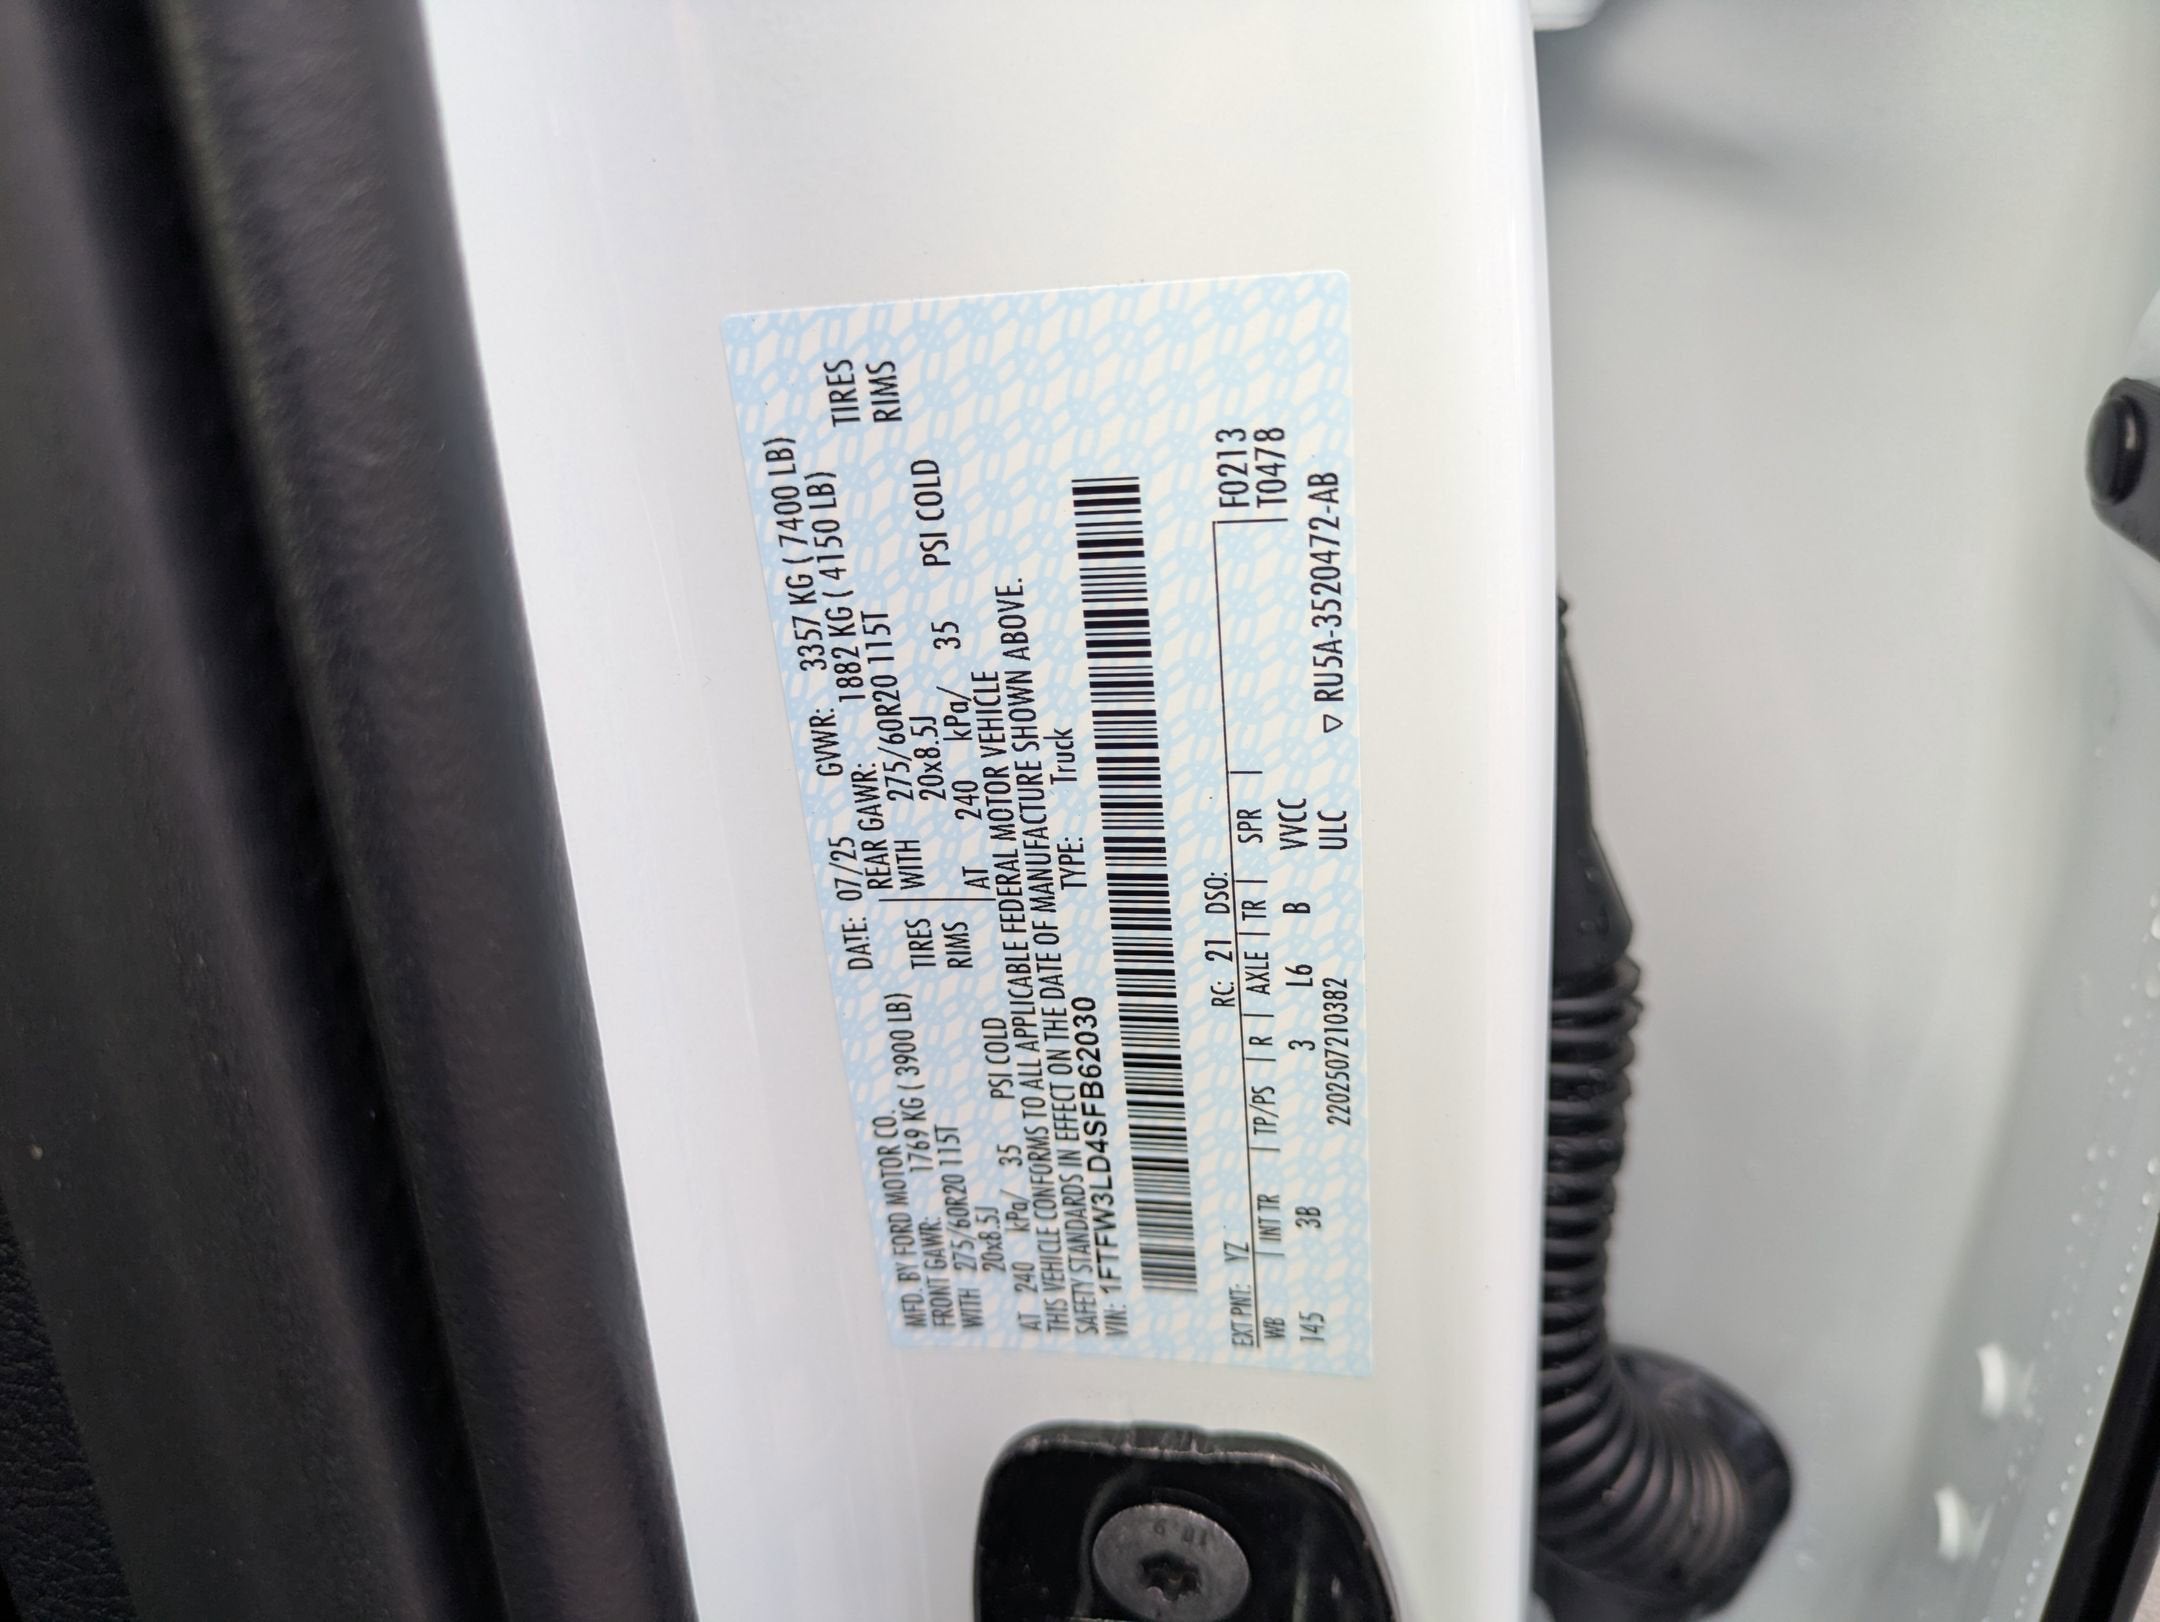 MFD. BY FORD MOTOR CO. DATE: 07/25 GVWR: 3357 KG ( 7400 LB)
FRONT GAWR: 1769 KG ( 3900 LB) REAR GAWR: 1882 KG ( 4150 LB)
WITH 275/60R20 115T TIRES WITH 275/60R20 115T TIRES
20x8.5J RIMS 20x8.5J RIMS
AT 240 kPa/ 35 PSI COLD AT 240 kPa/ 35 PSI COLD
THIS VEHICLE CONFORMS TO ALL APPLICABLE FEDERAL MOTOR VEHICLE
SAFETY STANDARDS IN EFFECT ON THE DATE OF MANUFACTURE SHOWN ABOVE.
VIN: 1FTFW3LD4SFB62030 TYPE: Truck
EXT PNT: YZ RC: 21 DSO: F0213
WB INT TR TP/PS R AXLE TR SPR T0478
145 3B 3 L6 B VVCC
220250721038​2 ULC ▽ RU5A-3520472-AB
10.9